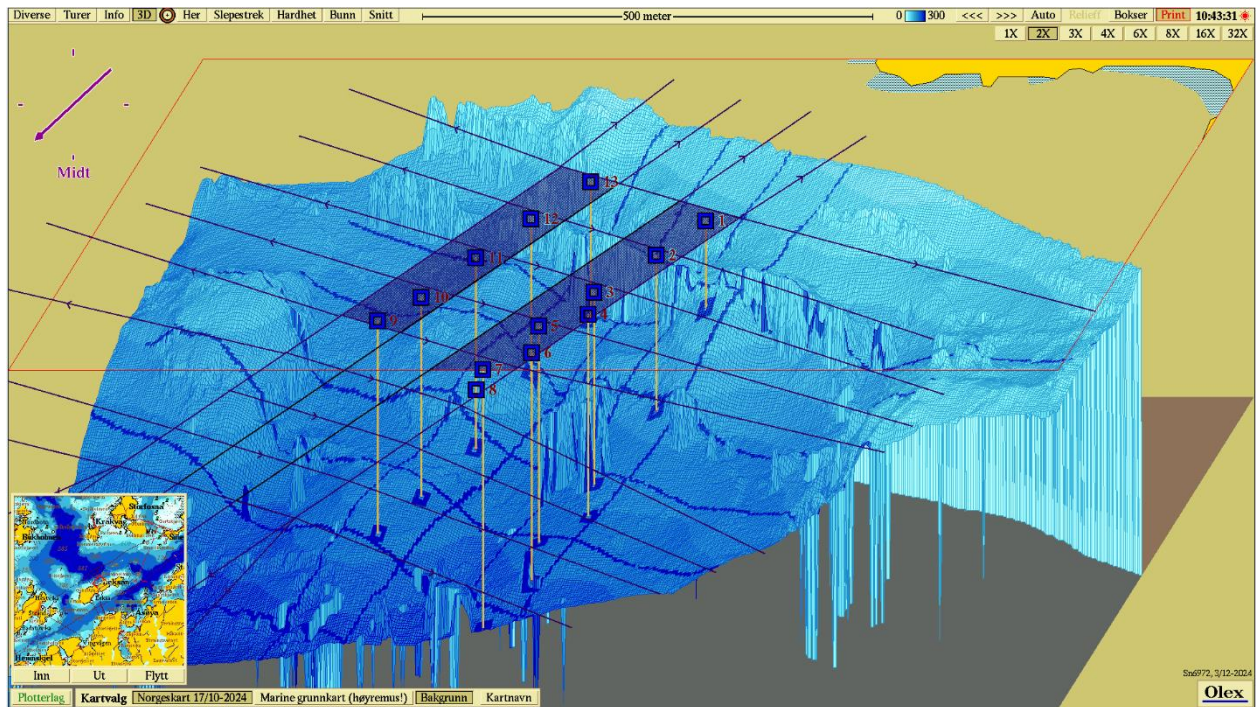 Diverse Turer Info 3D Her Slepestrek Hardhet Bunn Snitt 500 meter 0 300 <<< >>> Auto Relieff Bokser Print 10:43:31
1X 2X 3X 4X 6X 8X 16X 32X
Midt
13
12
1
11
2
10
3
4
9
5
6
7
8
Kråkvåg
Inn Ut Flytt
Sn6972, 3/12-2024
Plotterlag Kartvalg Norgeskart 17/10-2024 Marine grunnkart (høyremus!) Bakgrunn Kartnavn
Olex